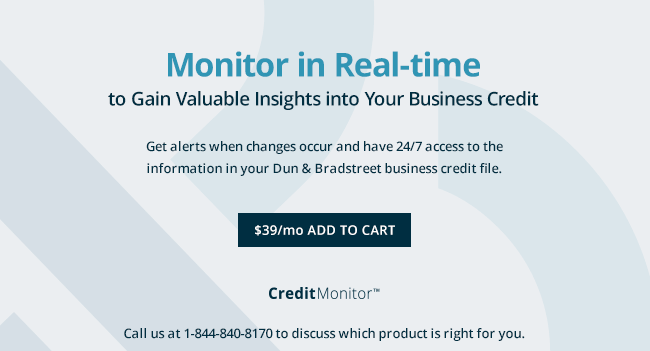 Monitor in Real-time
to Gain Valuable Insights into Your Business Credit
Get alerts when changes occur and have 24/7 access to the
information in your Dun & Bradstreet business credit file.
$39/mo ADD TO CART
CreditMonitor™
Call us at 1-844-840-8170 to discuss which product is right for you.